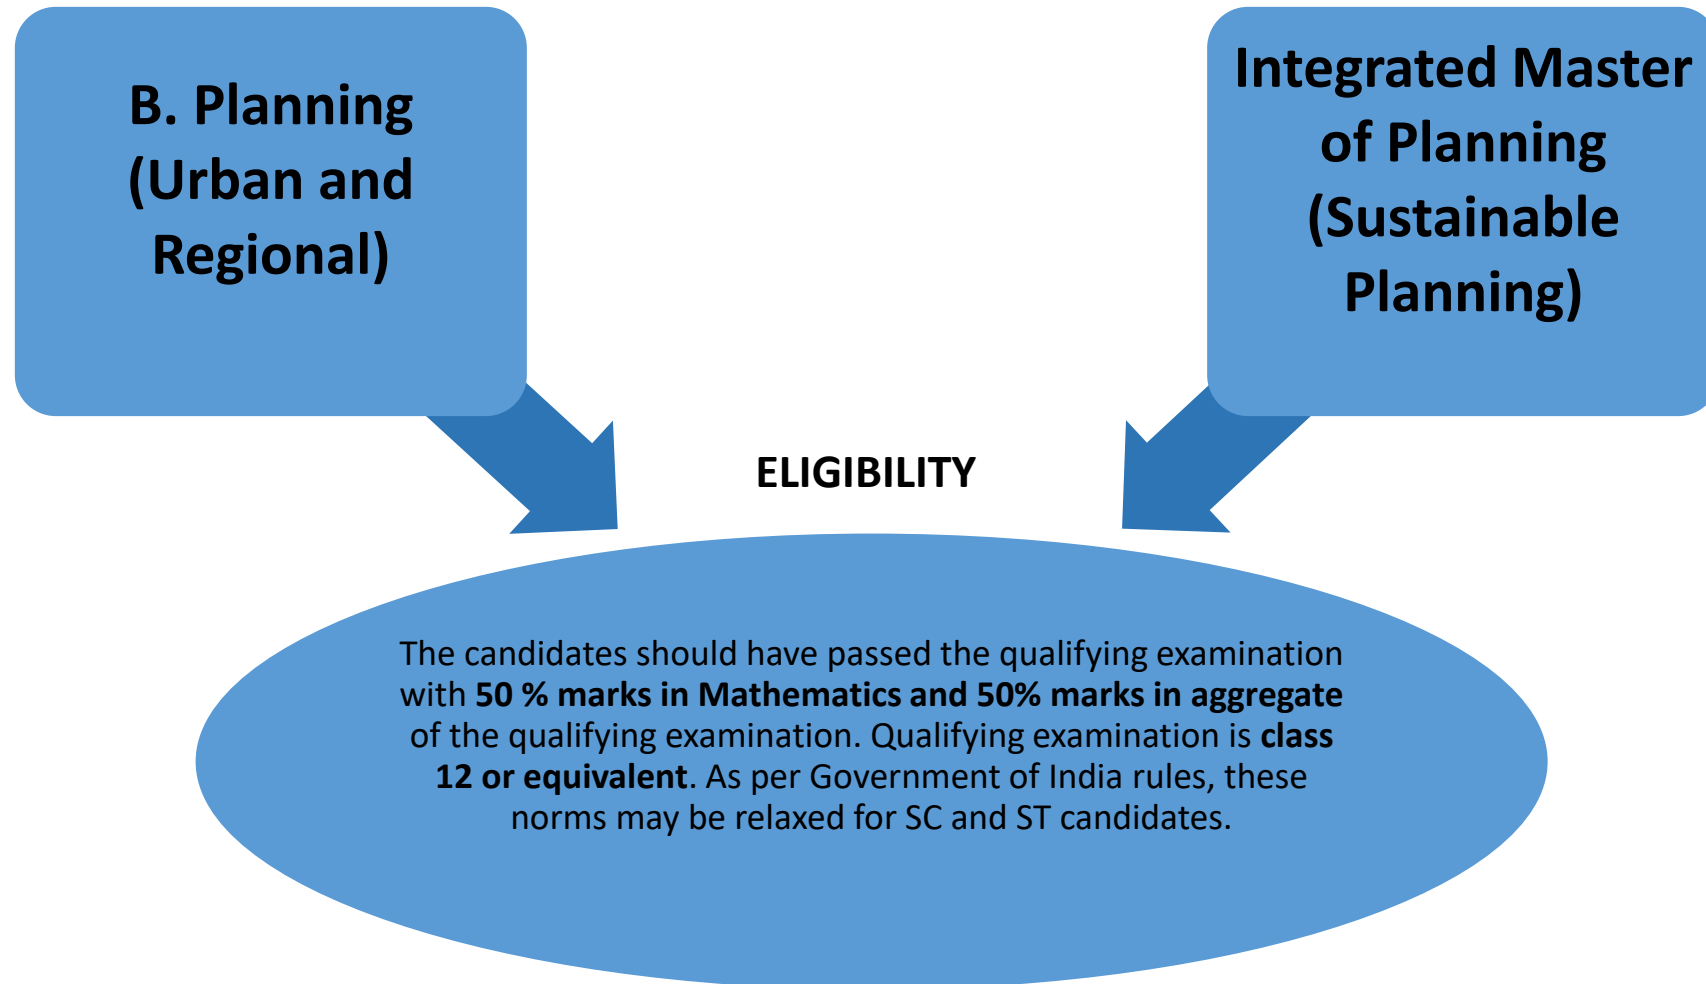 B. Planning
(Urban and
Regional)
Integrated Master
of Planning
(Sustainable
Planning)
ELIGIBILITY
The candidates should have passed the qualifying examination
with 50 % marks in Mathematics and 50% marks in aggregate
of the qualifying examination. Qualifying examination is class
12 or equivalent. As per Government of India rules, these
norms may be relaxed for SC and ST candidates.